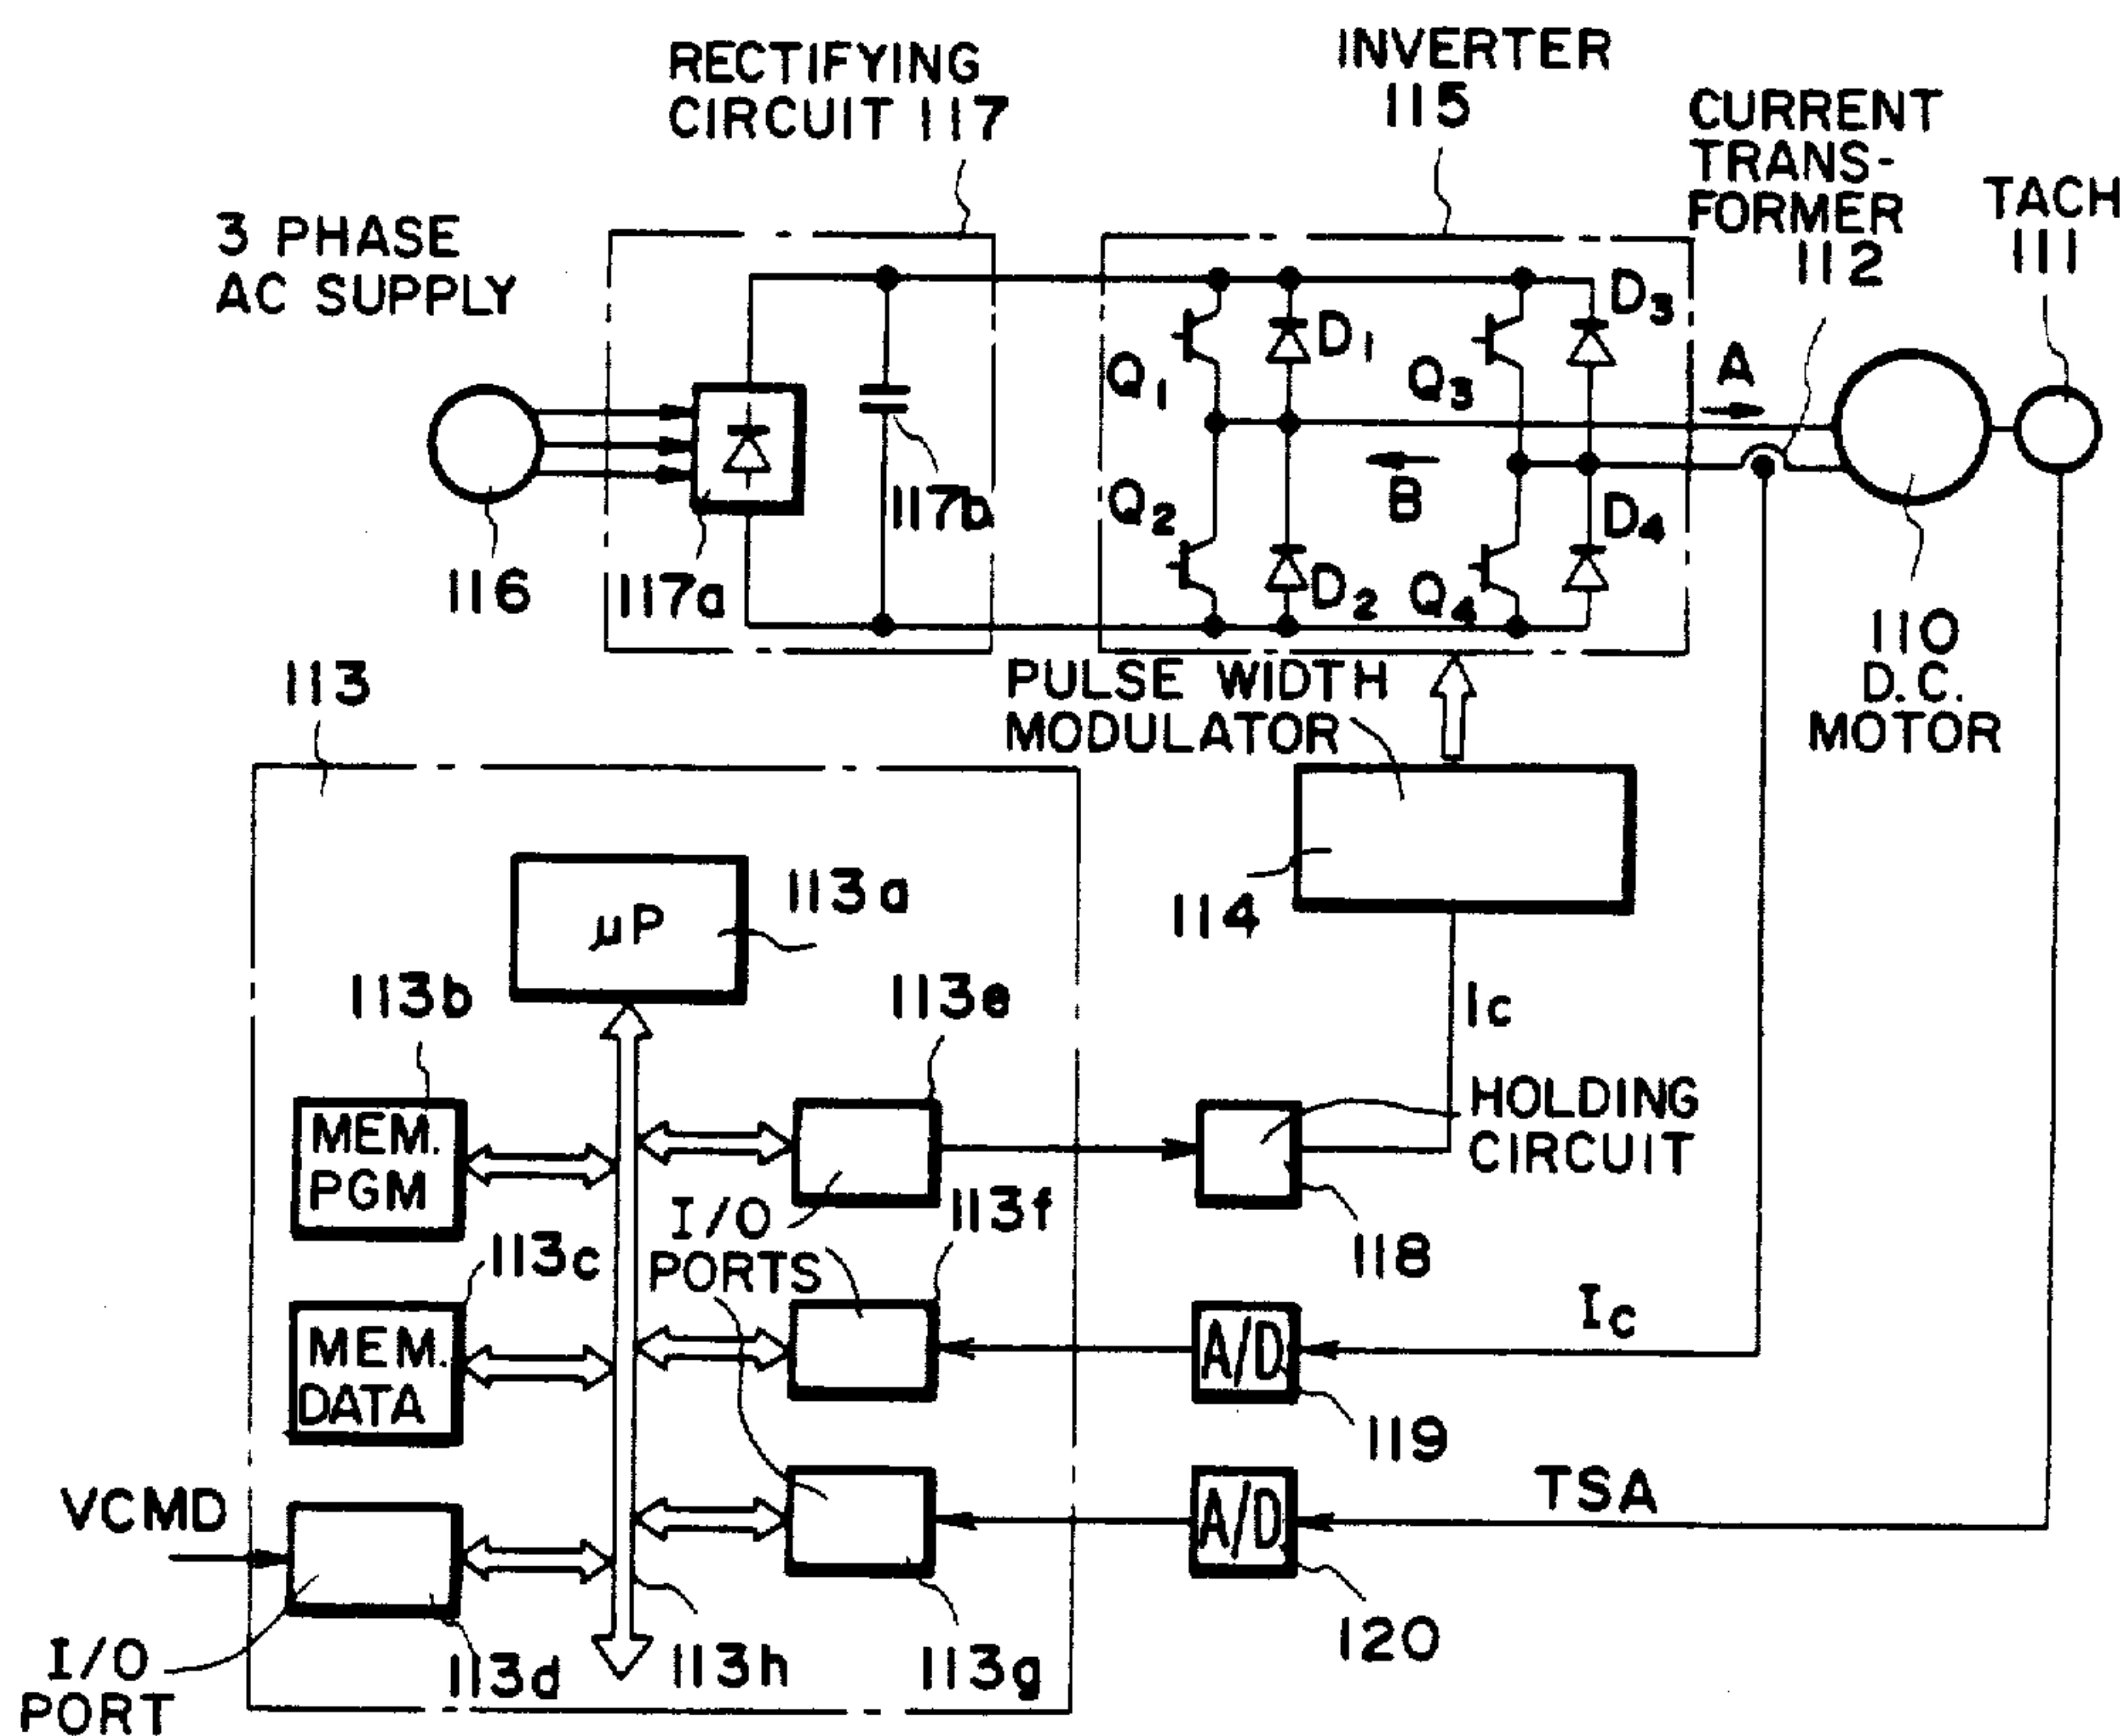 RECTIFYING
CIRCUIT 117
INVERTER
115
CURRENT
TRANS-
FORMER
112
TACH
111
3 PHASE
AC SUPPLY
116
117a
117b
Q1
D1
Q3
D3
Q2
D2
Q4
D4
A
B
110
D.C.
MOTOR
113
PULSE WIDTH
MODULATOR
114
µP
113a
113b
113e
Ic
MEM.
PGM
HOLDING
CIRCUIT
118
I/O
PORTS
113f
113c
MEM.
DATA
A/D
Ic
119
VCMD
A/D
TSA
120
I/O
PORT
113d
113h
113g